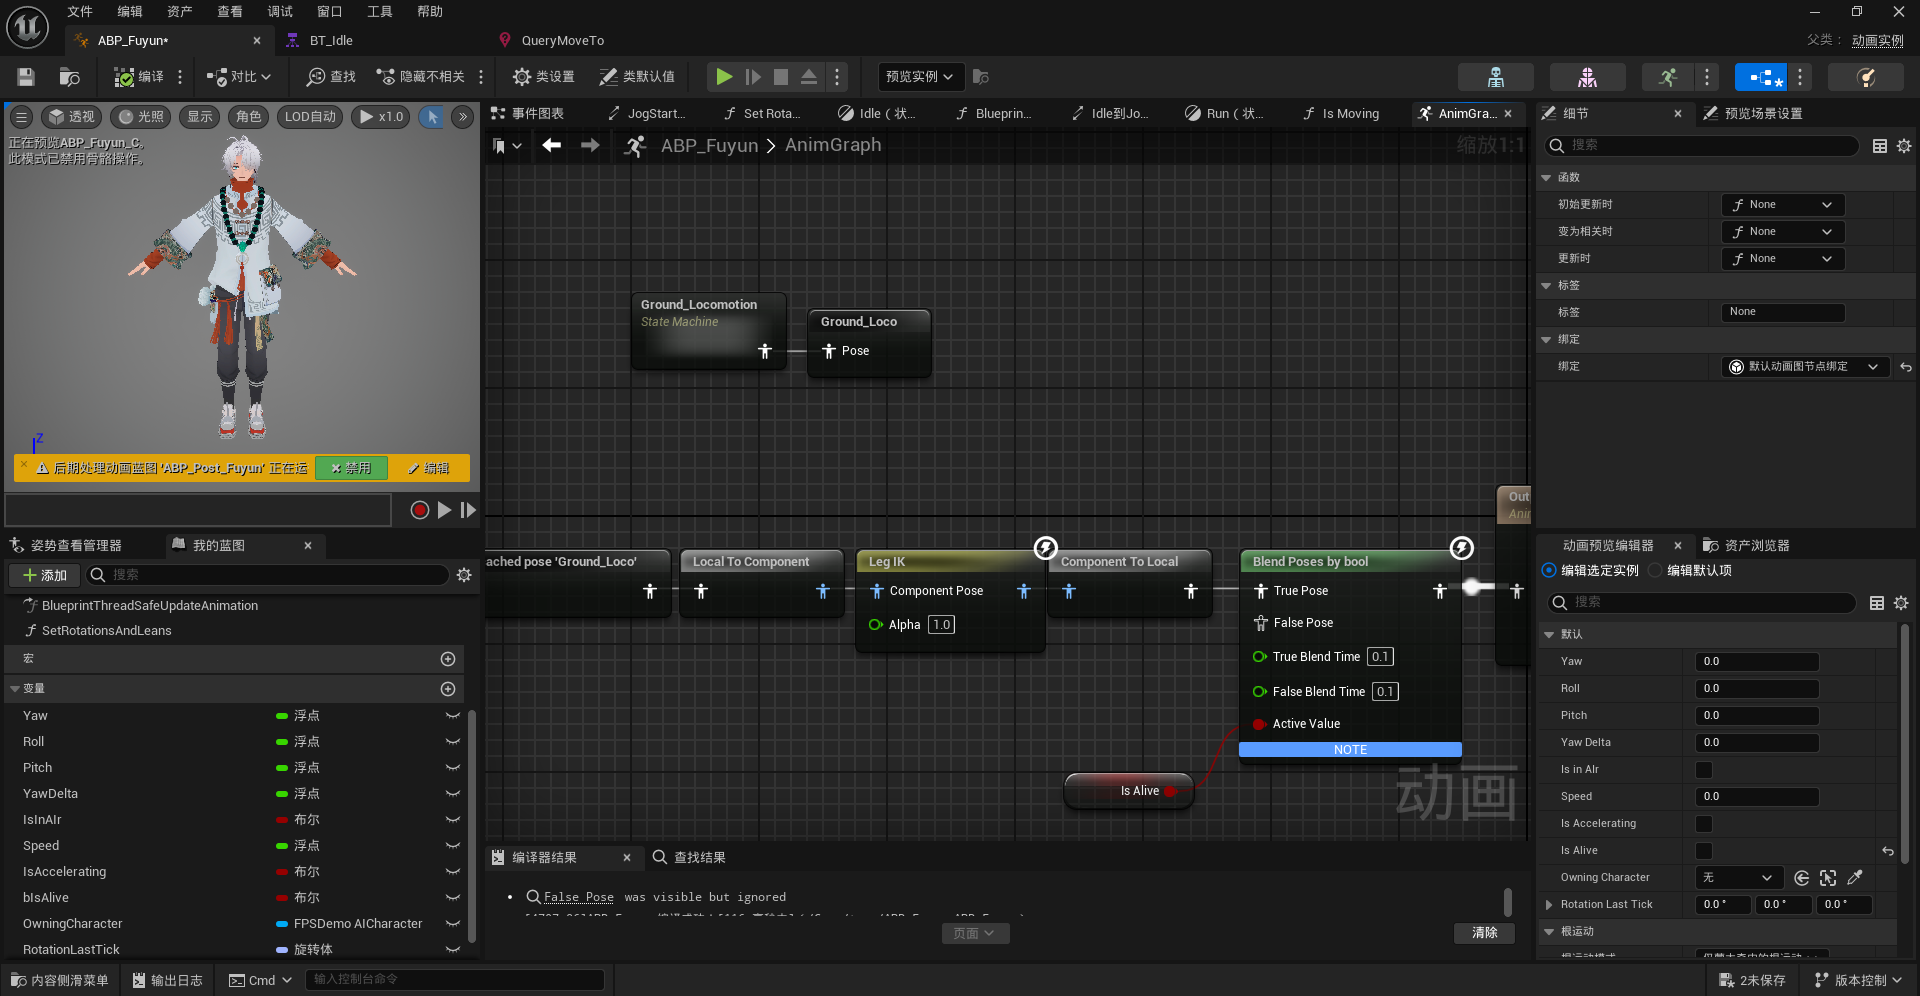 文件 编辑 资产 查看 调试 窗口 工具 帮助
ABP_Fuyun* BT_Idle QueryMoveTo
父类： 动画实例
编译 对比 查找 隐藏不相关 类设置 类默认值 预览实例
透视 光照 显示 角色 LOD自动 x1.0
正在预览ABP_Fuyun_C。
此模式已禁用骨骼操作。
Z
后期处理动画蓝图 'ABP_Post_Fuyun' 正在运 禁用 编辑
姿势查看管理器 我的蓝图
添加 搜索
BlueprintThreadSafeUpdateAnimation
SetRotationsAndLeans
宏
变量
Yaw 浮点
Roll 浮点
Pitch 浮点
YawDelta 浮点
IsInAIr 布尔
Speed 浮点
IsAccelerating 布尔
bIsAlive 布尔
OwningCharacter FPSDemo AICharacter
RotationLastTick 旋转体
事件图表 JogStart... Set Rota... Idle（状... Blueprin... Idle到Jo... Run（状... Is Moving AnimGra...
ABP_Fuyun > AnimGraph
缩放1:1
Ground_Locomotion
State Machine
Ground_Loco
Pose
ached pose 'Ground_Loco'
Local To Component
Leg IK
Component Pose
Alpha 1.0
Component To Local
Blend Poses by bool
True Pose
False Pose
True Blend Time 0.1
False Blend Time 0.1
Active Value
NOTE
Is Alive
Out
Anir
动画
编译器结果 查找结果
False Pose was visible but ignored
页面 清除
细节 预览场景设置
搜索
函数
初始更新时 None
变为相关时 None
更新时 None
标签
标签 None
绑定
绑定 默认动画图节点绑定
动画预览编辑器 资产浏览器
编辑选定实例 编辑默认项
搜索
默认
Yaw 0.0
Roll 0.0
Pitch 0.0
Yaw Delta 0.0
Is in AIr
Speed 0.0
Is Accelerating
Is Alive
Owning Character 无
Rotation Last Tick 0.0 ° 0.0 ° 0.0 °
根运动
内容侧滑菜单 输出日志 Cmd 输入控制台命令
2未保存 版本控制